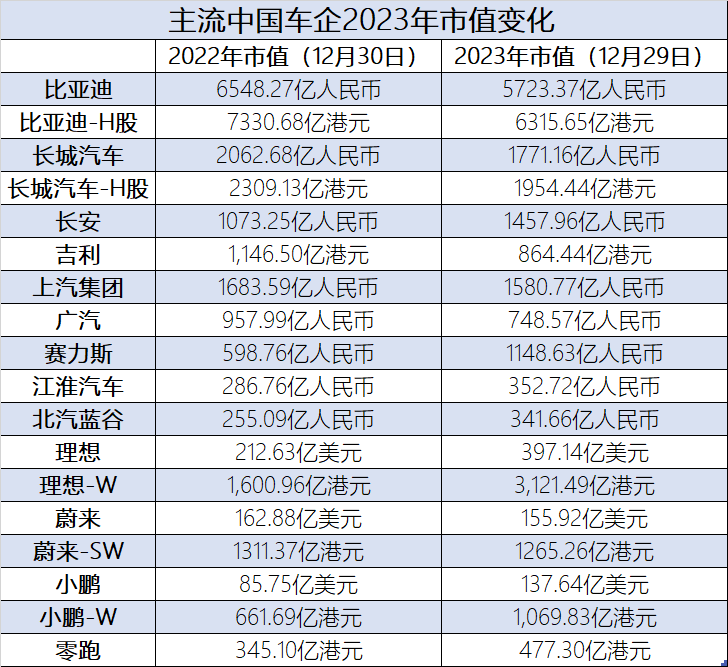 主流中国车企2023年市值变化
2022年市值（12月30日） 2023年市值（12月29日）
比亚迪 6548.27亿人民币 5723.37亿人民币
比亚迪-H股 7330.68亿港元 6315.65亿港元
长城汽车 2062.68亿人民币 1771.16亿人民币
长城汽车-H股 2309.13亿港元 1954.44亿港元
长安 1073.25亿人民币 1457.96亿人民币
吉利 1,146.50亿港元 864.44亿港元
上汽集团 1683.59亿人民币 1580.77亿人民币
广汽 957.99亿人民币 748.57亿人民币
赛力斯 598.76亿人民币 1148.63亿人民币
江淮汽车 286.76亿人民币 352.72亿人民币
北汽蓝谷 255.09亿人民币 341.66亿人民币
理想 212.63亿美元 397.14亿美元
理想-W 1,600.96亿港元 3,121.49亿港元
蔚来 162.88亿美元 155.92亿美元
蔚来-SW 1311.37亿港元 1265.26亿港元
小鹏 85.75亿美元 137.64亿美元
小鹏-W 661.69亿港元 1,069.83亿港元
零跑 345.10亿港元 477.30亿港元